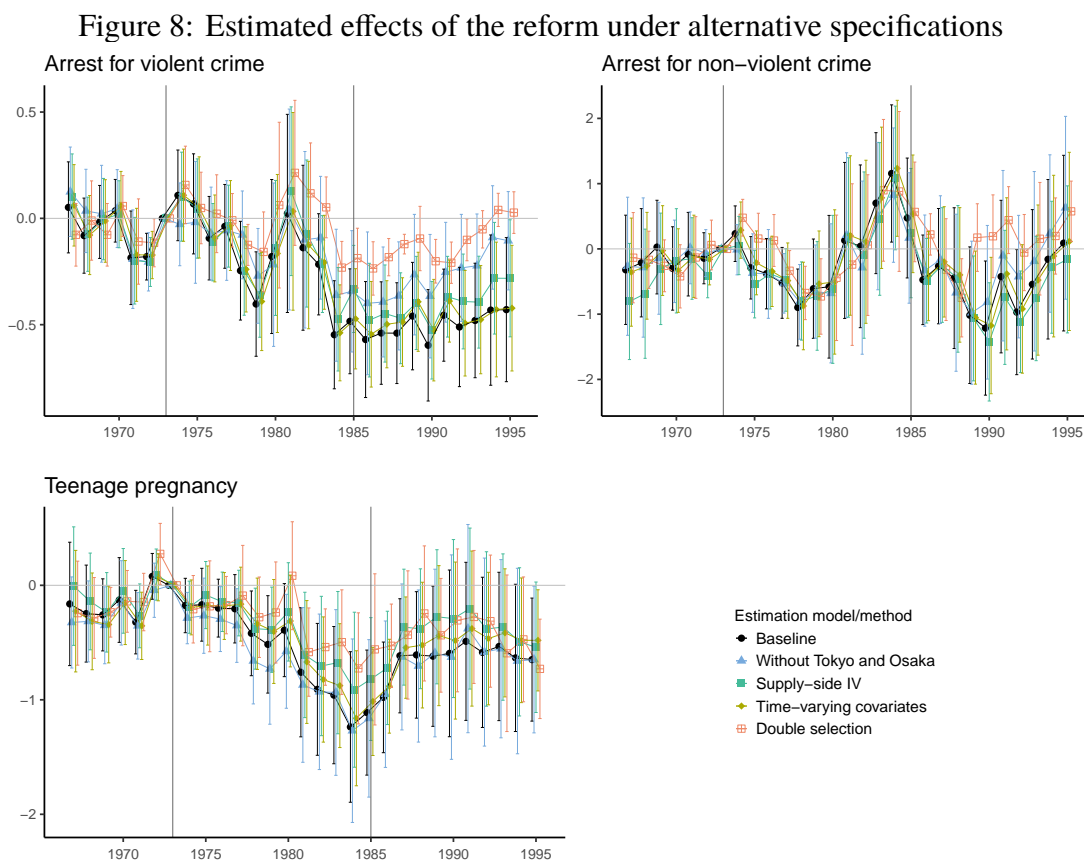 Figure 8: Estimated effects of the reform under alternative specifications
Arrest for violent crime
0.5
0.0
−0.5
1970 1975 1980 1985 1990 1995
Arrest for non−violent crime
2
1
0
−1
−2
1970 1975 1980 1985 1990 1995
Teenage pregnancy
0
−1
−2
1970 1975 1980 1985 1990 1995
Estimation model/method
Baseline
Without Tokyo and Osaka
Supply−side IV
Time−varying covariates
Double selection